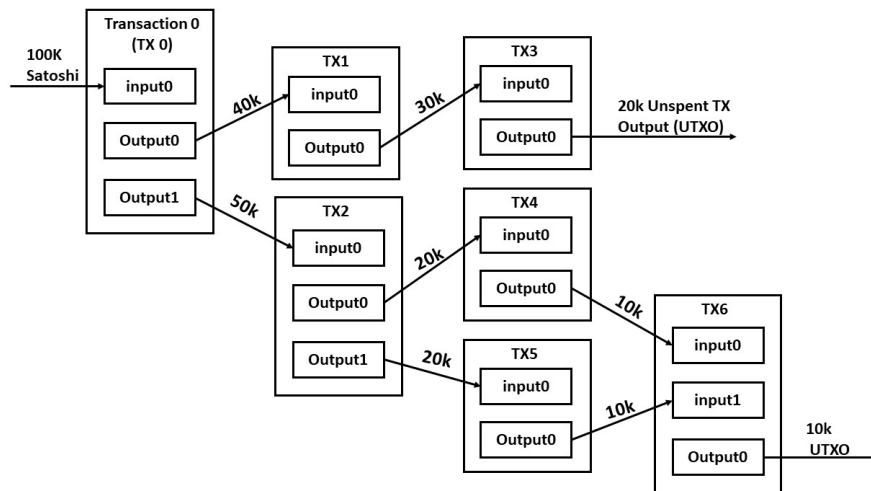 Transaction 0
(TX 0)
100K
Satoshi
input0
Output0
Output1
40k
50k
TX1
input0
Output0
30k
TX3
input0
Output0
20k Unspent TX
Output (UTXO)
TX2
input0
Output0
Output1
20k
20k
TX4
input0
Output0
10k
TX5
input0
Output0
10k
TX6
input0
input1
Output0
10k
UTXO